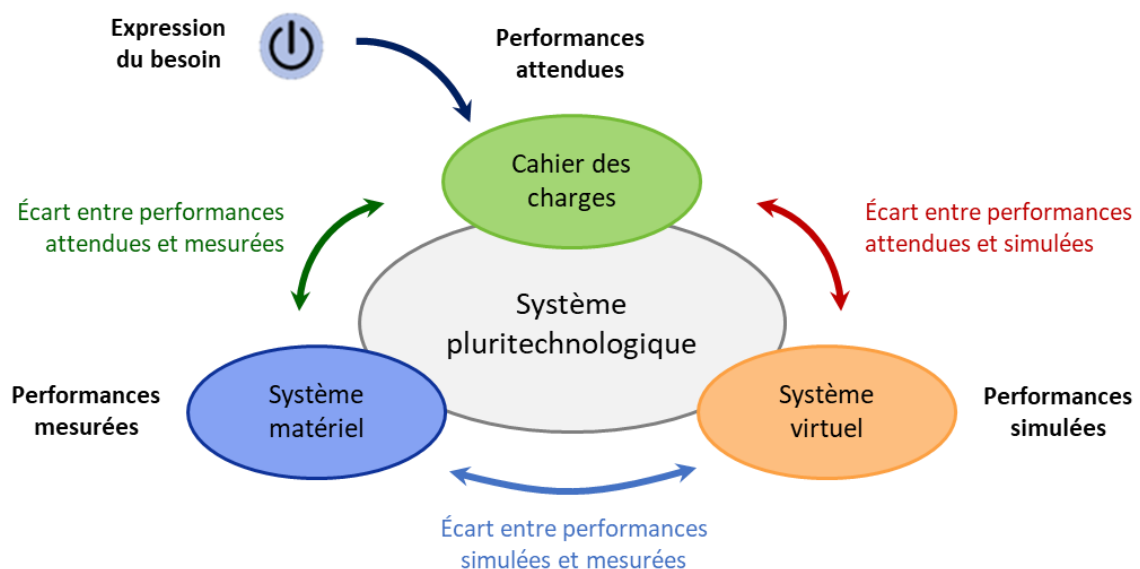 Expression
du besoin
Performances
attendues
Cahier des
charges
Écart entre performances
attendues et mesurées
Écart entre performances
attendues et simulées
Système
pluritechnologique
Performances
mesurées
Système
matériel
Système
virtuel
Performances
simulées
Écart entre performances
simulées et mesurées